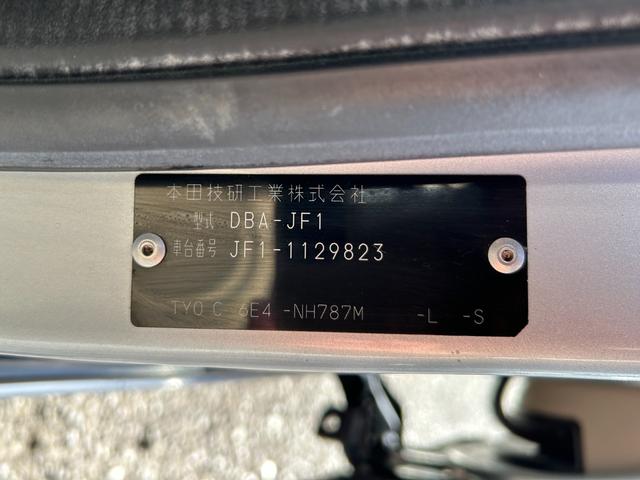 本田技研工業株式会社
型式 DBA-JF1
車台番号 JF1-1129823
TYO C 6E4 -NH787M -L -S